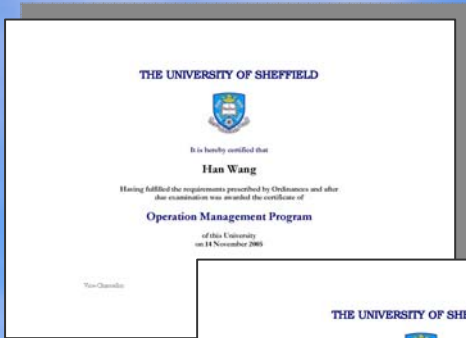 THE UNIVERSITY OF SHEFFIELD
It is hereby certified that
Han Wang
Having fulfilled the requirements prescribed by Ordinances and after
due examination was awarded the certificate of
Operation Management Program
of this University
on 14 November 2005
Vice-Chancellor
THE UNIVERSITY OF SHE